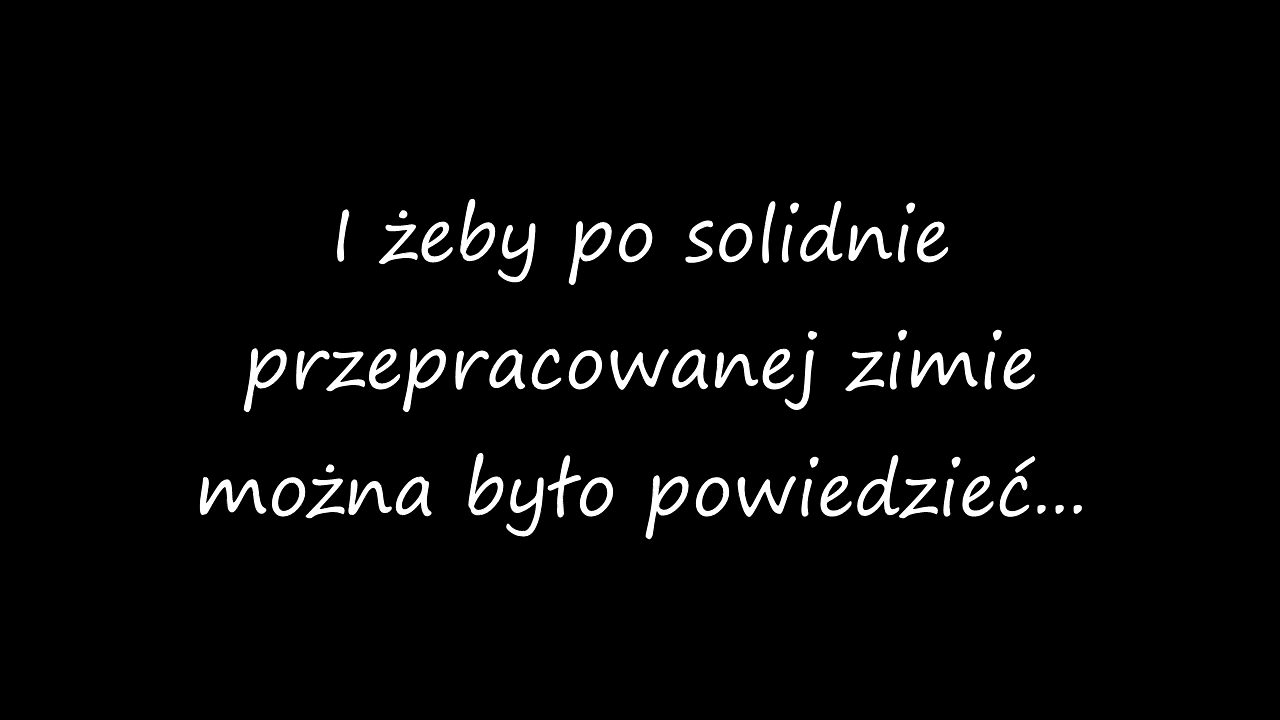 I żeby po solidnie
przepracowanej zimie
można było powiedzieć...